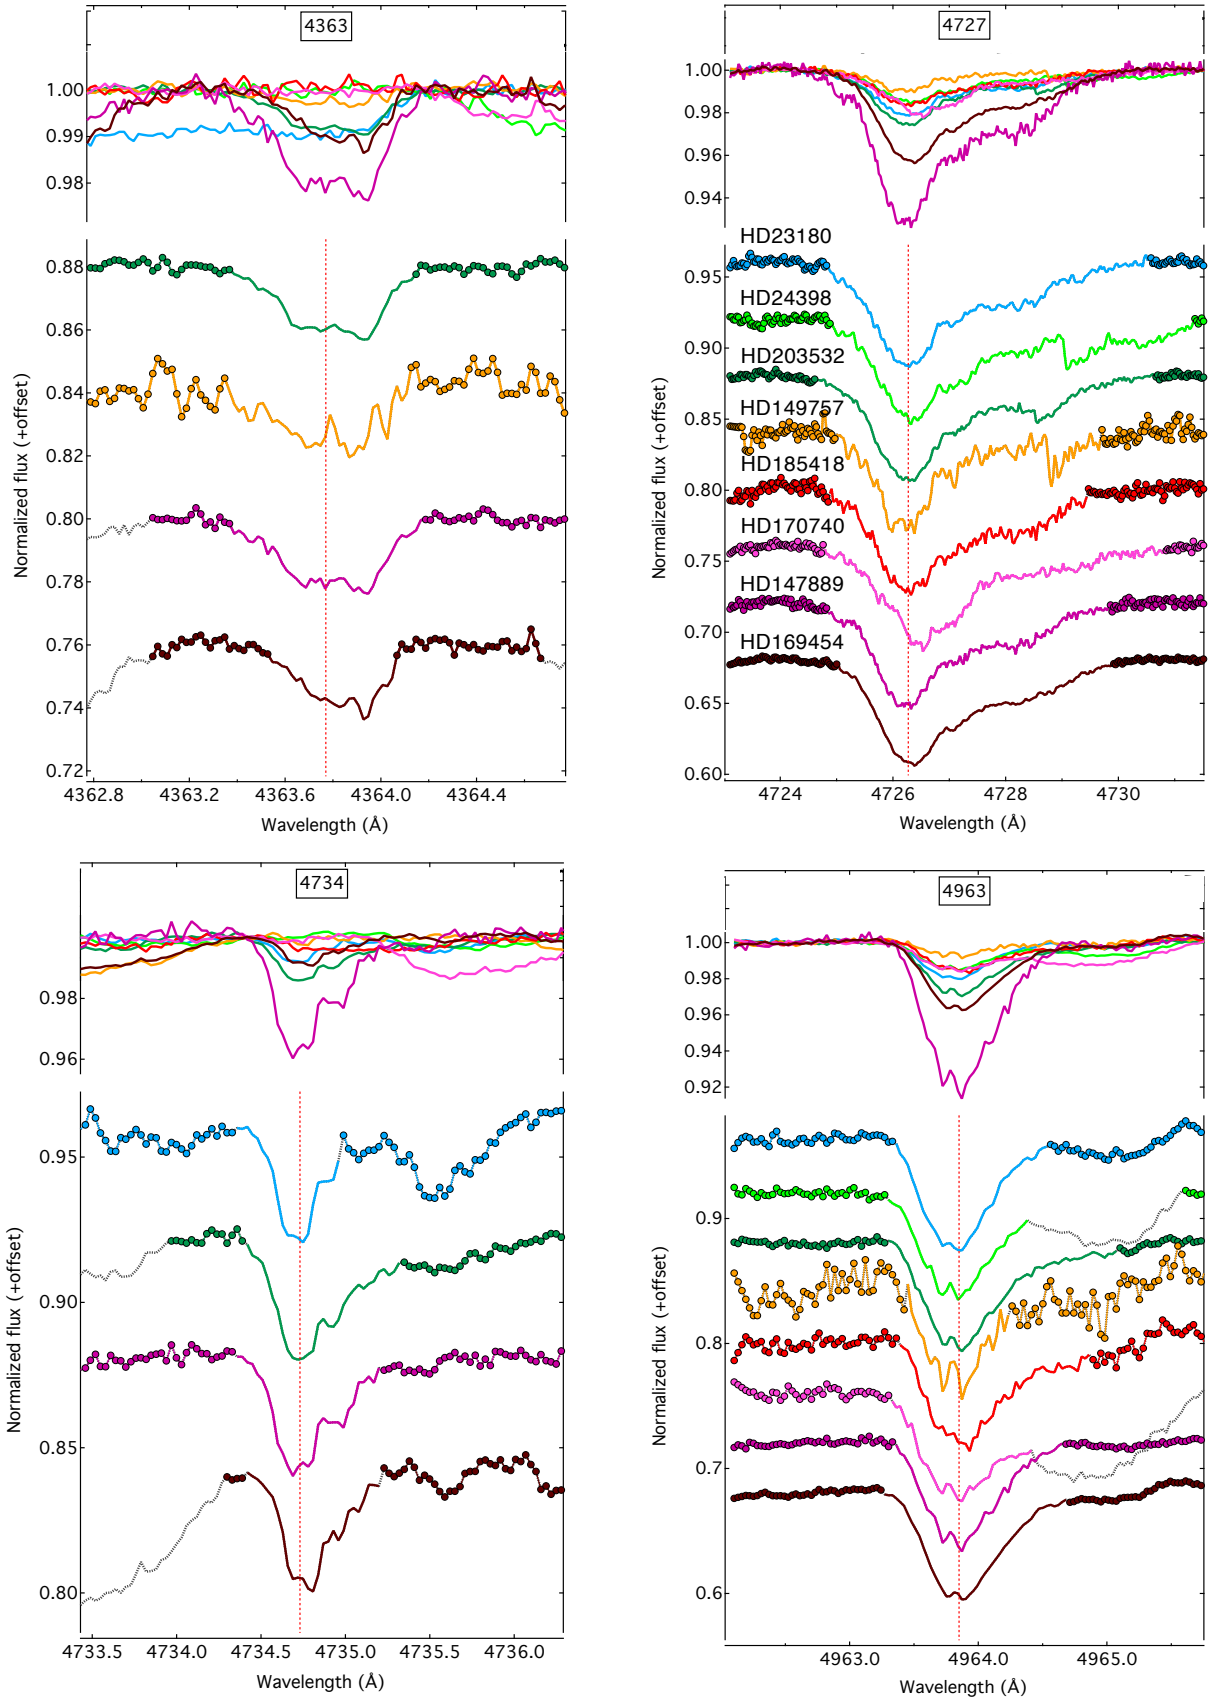 4363
1.00
0.99
0.98
0.88
0.86
0.84
0.82
0.80
0.78
0.76
0.74
0.72
Normalized flux (+offset)
4362.8 4363.2 4363.6 4364.0 4364.4
Wavelength (Å)
4727
1.00
0.98
0.96
0.94
HD23180
0.95
HD24398
0.90
HD203532
0.85
HD149757
HD185418
0.80
HD170740
0.75
HD147889
0.70
HD169454
0.65
0.60
Normalized flux (+offset)
4724 4726 4728 4730
Wavelength (Å)
4734
0.98
0.96
0.95
0.90
0.85
0.80
Normalized flux (+offset)
4733.5 4734.0 4734.5 4735.0 4735.5 4736.0
Wavelength (Å)
4963
1.00
0.98
0.96
0.94
0.92
0.9
0.8
0.7
0.6
Normalized flux (+offset)
4963.0 4964.0 4965.0
Wavelength (Å)